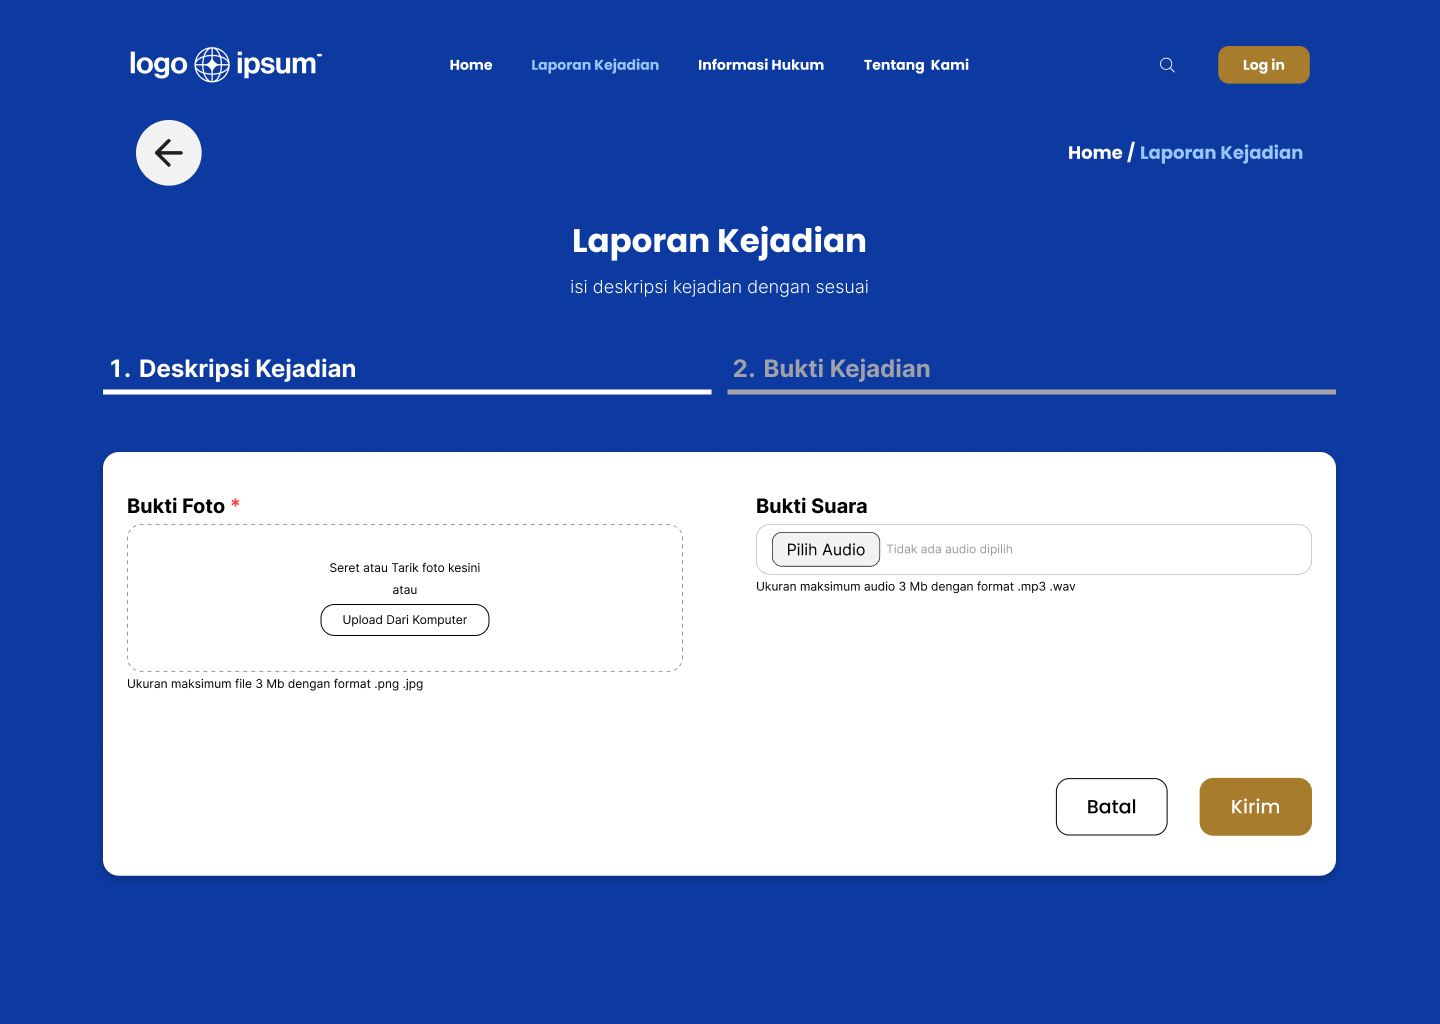 logo ipsum
Home Laporan Kejadian Informasi Hukum Tentang Kami Log in
Home / Laporan Kejadian
Laporan Kejadian
isi deskripsi kejadian dengan sesuai
1. Deskripsi Kejadian
2. Bukti Kejadian
Bukti Foto *
Seret atau Tarik foto kesini
atau
Upload Dari Komputer
Ukuran maksimum file 3 Mb dengan format .png .jpg
Bukti Suara
Pilih Audio Tidak ada audio dipilih
Ukuran maksimum audio 3 Mb dengan format .mp3 .wav
Batal Kirim